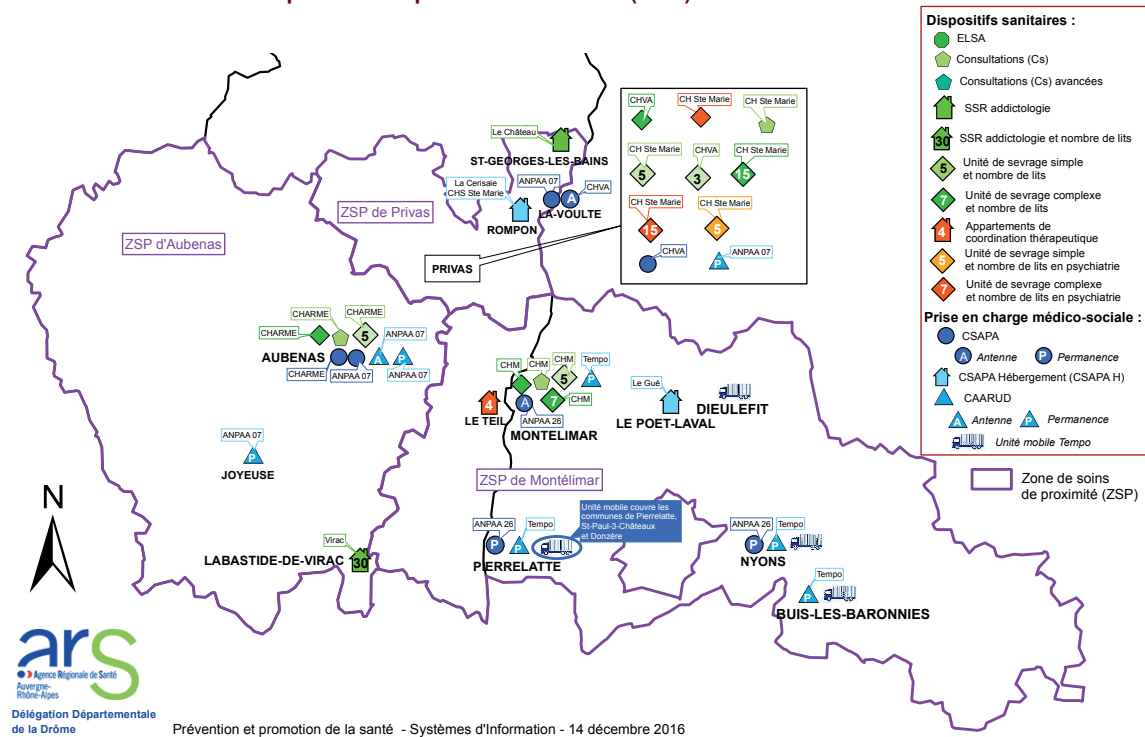 Dispositifs sanitaires :
ELSA
Consultations (Cs)
Consultations (Cs) avancées
SSR addictologie
30
SSR addictologie et nombre de lits
5
Unité de sevrage simple
et nombre de lits
7
Unité de sevrage complexe
et nombre de lits
4
Appartements de
coordination thérapeutique
5
Unité de sevrage simple
et nombre de lits en psychiatrie
7
Unité de sevrage complexe
et nombre de lits en psychiatrie
Prise en charge médico-sociale :
CSAPA
A Antenne P Permanence
CSAPA Hébergement (CSAPA H)
CAARUD
A Antenne P Permanence
Unité mobile Tempo
Zone de soins
de proximité (ZSP)
CHVA
CH Ste Marie
CH Ste Marie
CH Ste Marie
5
CHVA
3
CH Ste Marie
15
CH Ste Marie
15
CH Ste Marie
5
CHVA
ANPAA 07
P
PRIVAS
Le Château
ST-GEORGES-LES-BAINS
La Cerisaie
CHS Ste Marie
ROMPON
ANPAA 07
CHVA
A
LA-VOULTE
ZSP de Privas
ZSP d'Aubenas
CHARME
CHARME
CHARME
5
ANPAA 07
AUBENAS
A P
CHARME
ANPAA 07
ANPAA 07
ANPAA 07
P
JOYEUSE
CHM
CHM
CHM
5
Tempo
P
4
LE TEIL
A
7
CHM
ANPAA 26
MONTELIMAR
Le Gué
LE POET-LAVAL
DIEULEFIT
ZSP de Montélimar
Unité mobile couvre les
communes de Pierrelatte,
St-Paul-3-Châteaux
et Donzère
ANPAA 26
Tempo
P P
PIERRELATTE
ANPAA 26
Tempo
P P
NYONS
Tempo
P
BUIS-LES-BARONNIES
Virac
30
LABASTIDE-DE-VIRAC
N
ars
Agence Régionale de Santé
Auvergne-
Rhône-Alpes
Délégation Départementale
de la Drôme
Prévention et promotion de la santé - Systèmes d'Information - 14 décembre 2016